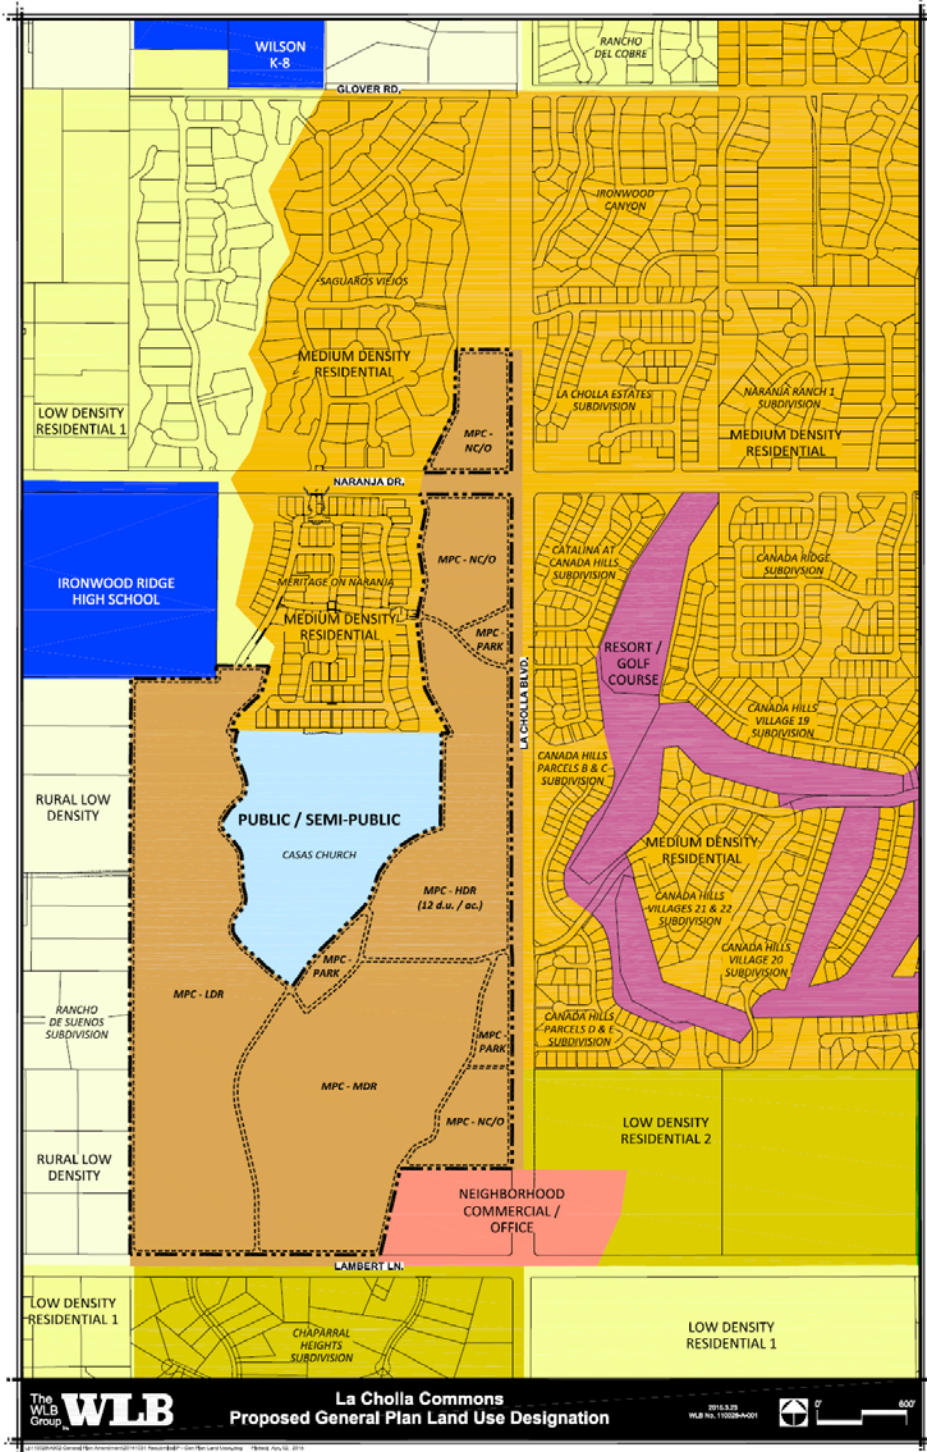 WILSON
K-8
RANCHO
DEL COBRE
GLOVER RD.
IRONWOOD
CANYON
SAGUAROS VIEJOS
MEDIUM DENSITY
RESIDENTIAL
LOW DENSITY
RESIDENTIAL 1
LA CHOLLA ESTATES
SUBDIVISION
NARANJA RANCH 1
SUBDIVISION
MEDIUM DENSITY
RESIDENTIAL
MPC -
NC/O
NARANJA DR.
IRONWOOD RIDGE
HIGH SCHOOL
MERITAGE ON NARANJA
MEDIUM DENSITY
RESIDENTIAL
MPC - NC/O
MPC -
PARK
LA CHOLLA BLVD.
CATALINA AT
CANADA HILLS
SUBDIVISION
CANADA RIDGE
SUBDIVISION
RESORT /
GOLF
COURSE
CANADA HILLS
VILLAGE 19
SUBDIVISION
CANADA HILLS
PARCELS B & C
SUBDIVISION
RURAL LOW
DENSITY
PUBLIC / SEMI-PUBLIC
CASAS CHURCH
MEDIUM DENSITY
RESIDENTIAL
MPC - HDR
(12 d.u. / ac.)
CANADA HILLS
VILLAGES 21 & 22
SUBDIVISION
CANADA HILLS
VILLAGE 20
SUBDIVISION
MPC -
PARK
MPC - LDR
RANCHO
DE SUENOS
SUBDIVISION
CANADA HILLS
PARCELS D & E
SUBDIVISION
MPC -
PARK
MPC - MDR
MPC - NC/O
LOW DENSITY
RESIDENTIAL 2
RURAL LOW
DENSITY
NEIGHBORHOOD
COMMERCIAL /
OFFICE
LAMBERT LN.
LOW DENSITY
RESIDENTIAL 1
CHAPARRAL
HEIGHTS
SUBDIVISION
LOW DENSITY
RESIDENTIAL 1
The
WLB
Group
WLB
La Cholla Commons
Proposed General Plan Land Use Designation
WLB No. 110028-A-001
0'
600'